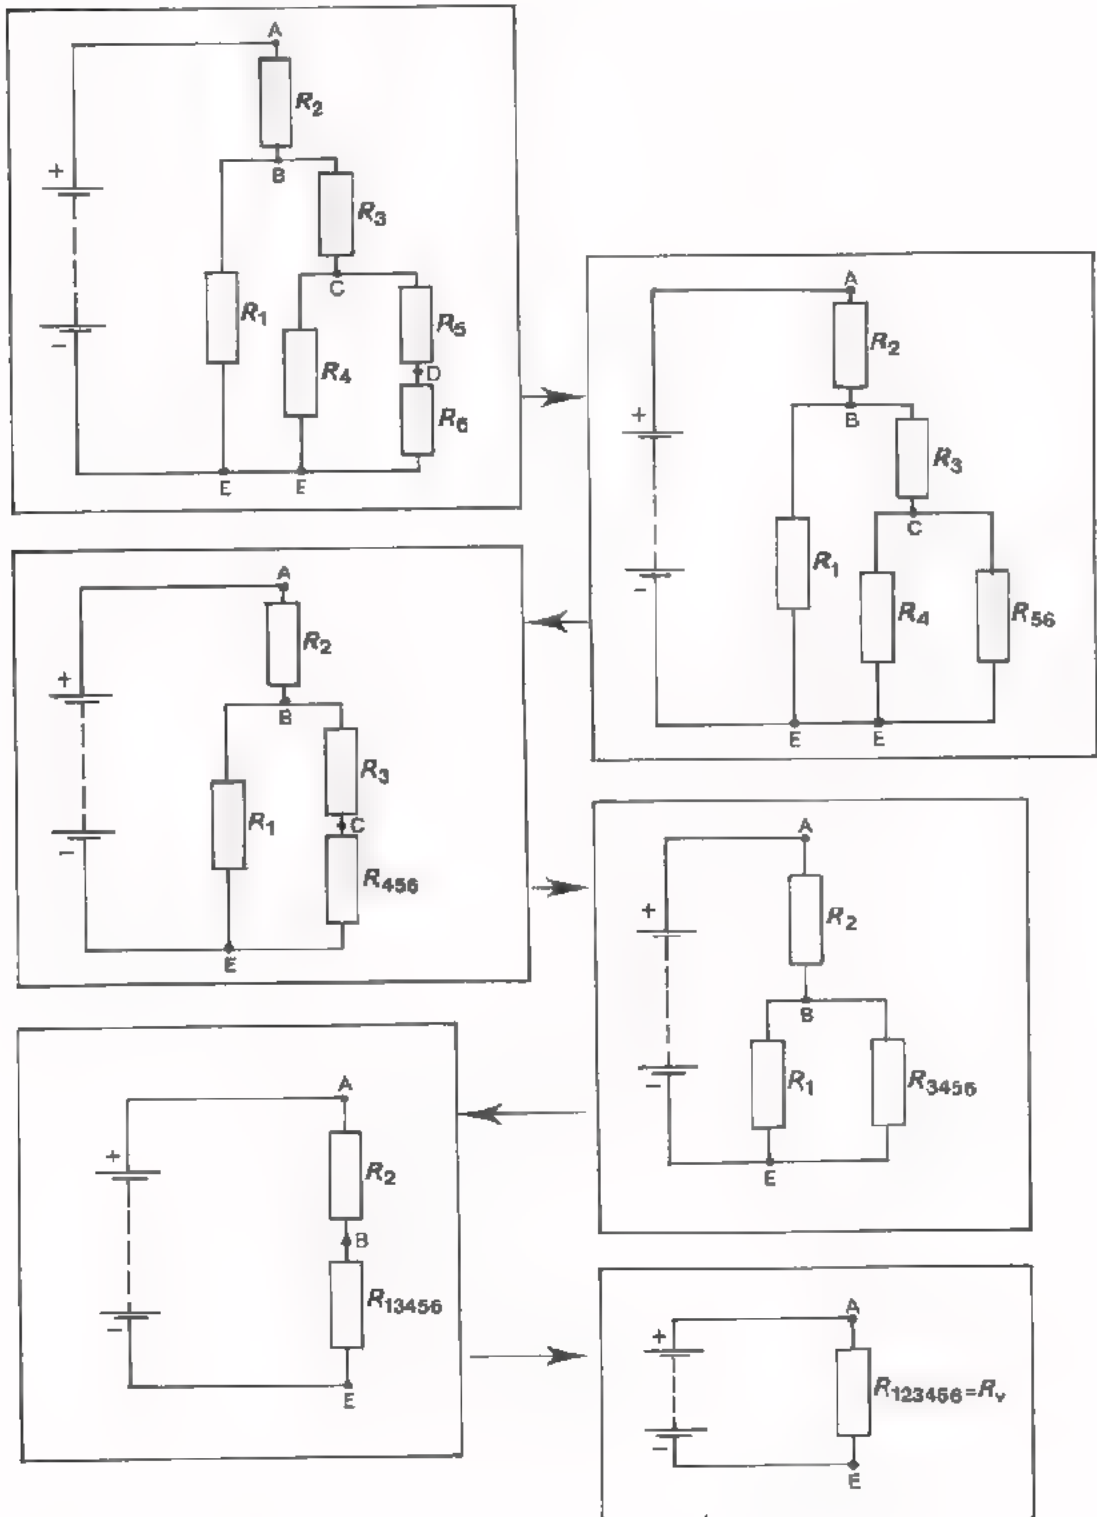 A
R2
+
B
R3
C
R1
R5
R4
D
R6
−
E E
A
R2
+
B
R3
C
R1
R4
R56
−
E E
A
R2
+
B
R3
R1
C
R456
−
E
A
R2
+
B
R1
R3456
−
E
A
R2
+
B
R13456
−
E
A
+
R123456=Rv
−
E